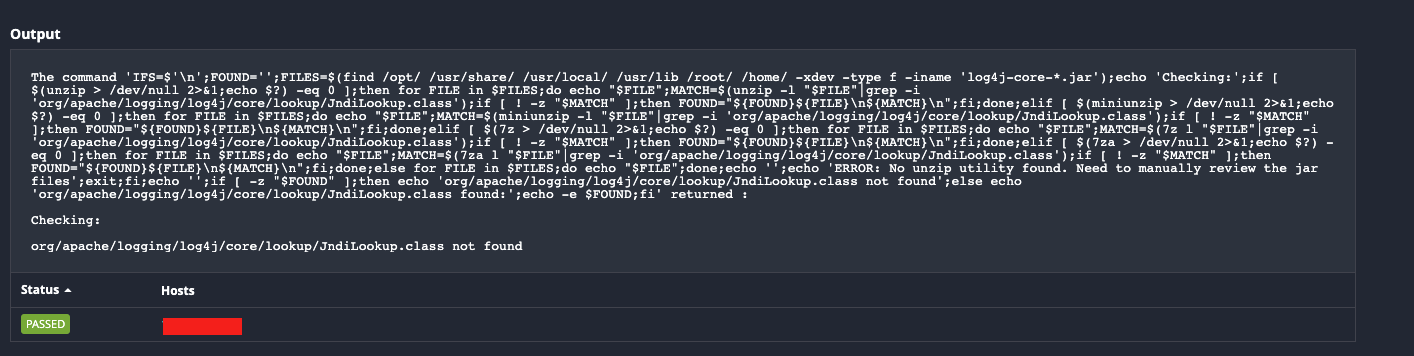 Output
The command 'IFS=$'\n';FOUND='';FILES=$(find /opt/ /usr/share/ /usr/local/ /usr/lib /root/ /home/ -xdev -type f -iname 'log4j-core-*.jar');echo 'Checking:';if [
$(unzip > /dev/null 2>&1;echo $?) -eq 0 ];then for FILE in $FILES;do echo "$FILE";MATCH=$(unzip -l "$FILE"|grep -i
'org/apache/logging/log4j/core/lookup/JndiLookup.class');if [ ! -z "$MATCH" ];then FOUND="${FOUND}${FILE}\n${MATCH}\n";fi;done;elif [ $(miniunzip > /dev/null 2>&1;echo
$?) -eq 0 ];then for FILE in $FILES;do echo "$FILE";MATCH=$(miniunzip -l "$FILE"|grep -i 'org/apache/logging/log4j/core/lookup/JndiLookup.class');if [ ! -z "$MATCH"
];then FOUND="${FOUND}${FILE}\n${MATCH}\n";fi;done;elif [ $(7z > /dev/null 2>&1;echo $?) -eq 0 ];then for FILE in $FILES;do echo "$FILE";MATCH=$(7z l "$FILE"|grep -i
'org/apache/logging/log4j/core/lookup/JndiLookup.class');if [ ! -z "$MATCH" ];then FOUND="${FOUND}${FILE}\n${MATCH}\n";fi;done;elif [ $(7za > /dev/null 2>&1;echo $?) -
eq 0 ];then for FILE in $FILES;do echo "$FILE";MATCH=$(7za l "$FILE"|grep -i 'org/apache/logging/log4j/core/lookup/JndiLookup.class');if [ ! -z "$MATCH" ];then
FOUND="${FOUND}${FILE}\n${MATCH}\n";fi;done;else for FILE in $FILES;do echo "$FILE";done;echo '';echo 'ERROR: No unzip utility found. Need to manually review the jar
files';exit;fi;echo '';if [ -z "$FOUND" ];then echo 'org/apache/logging/log4j/core/lookup/JndiLookup.class not found';else echo
'org/apache/logging/log4j/core/lookup/JndiLookup.class found:';echo -e $FOUND;fi' returned :
Checking:
org/apache/logging/log4j/core/lookup/JndiLookup.class not found
Status Hosts
PASSED